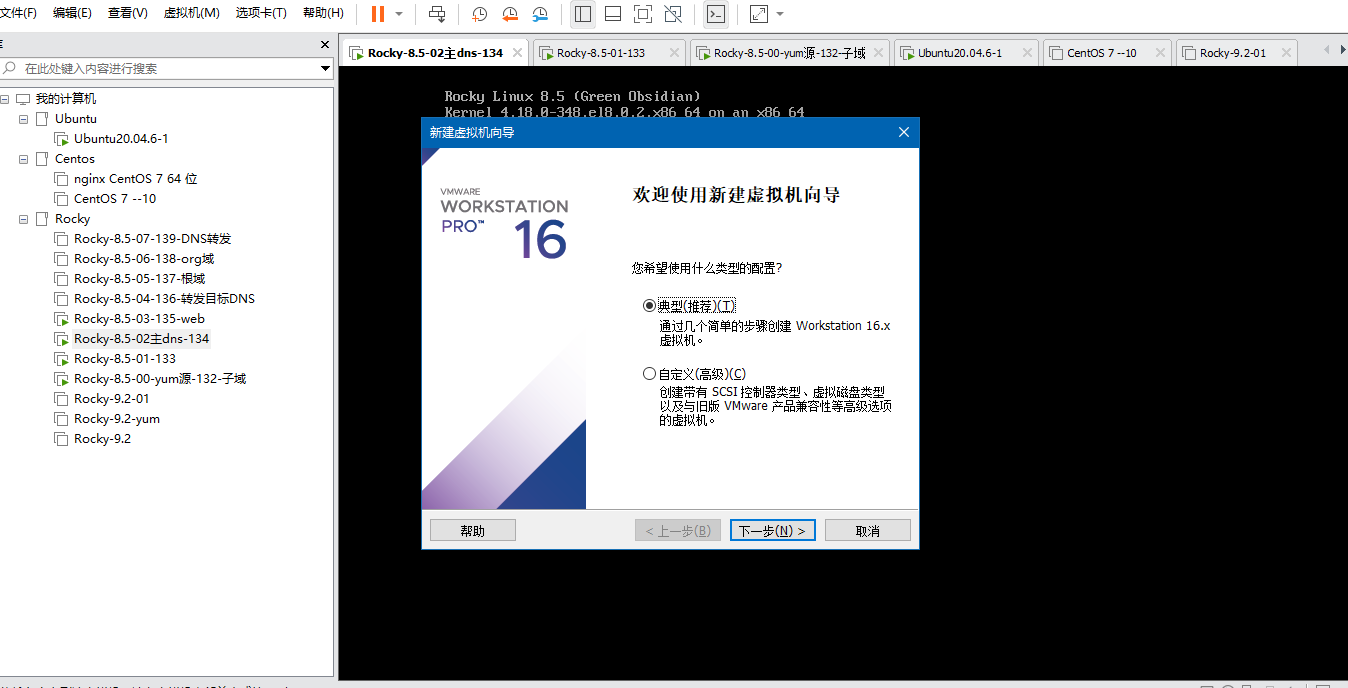 文件(F) 编辑(E) 查看(V) 虚拟机(M) 选项卡(T) 帮助(H)
在此处键入内容进行搜索
我的计算机
Ubuntu
Ubuntu20.04.6-1
Centos
nginx CentOS 7 64 位
CentOS 7 --10
Rocky
Rocky-8.5-07-139-DNS转发
Rocky-8.5-06-138-org域
Rocky-8.5-05-137-根域
Rocky-8.5-04-136-转发目标DNS
Rocky-8.5-03-135-web
Rocky-8.5-02主dns-134
Rocky-8.5-01-133
Rocky-8.5-00-yum源-132-子域
Rocky-9.2-01
Rocky-9.2-yum
Rocky-9.2
Rocky-8.5-02主dns-134 Rocky-8.5-01-133 Rocky-8.5-00-yum源-132-子域 Ubuntu20.04.6-1 CentOS 7 --10 Rocky-9.2-01
Rocky Linux 8.5 (Green Obsidian)
Kernel 4.18.0-348.el8.0.2.x86_64 on an x86_64
新建虚拟机向导
VMWARE
WORKSTATION
PRO™ 16
欢迎使用新建虚拟机向导
您希望使用什么类型的配置?
典型(推荐)(T)
通过几个简单的步骤创建 Workstation 16.x
虚拟机。
自定义(高级)(C)
创建带有 SCSI 控制器类型、虚拟磁盘类型
以及与旧版 VMware 产品兼容性等高级选项
的虚拟机。
帮助 < 上一步(B) 下一步(N) > 取消